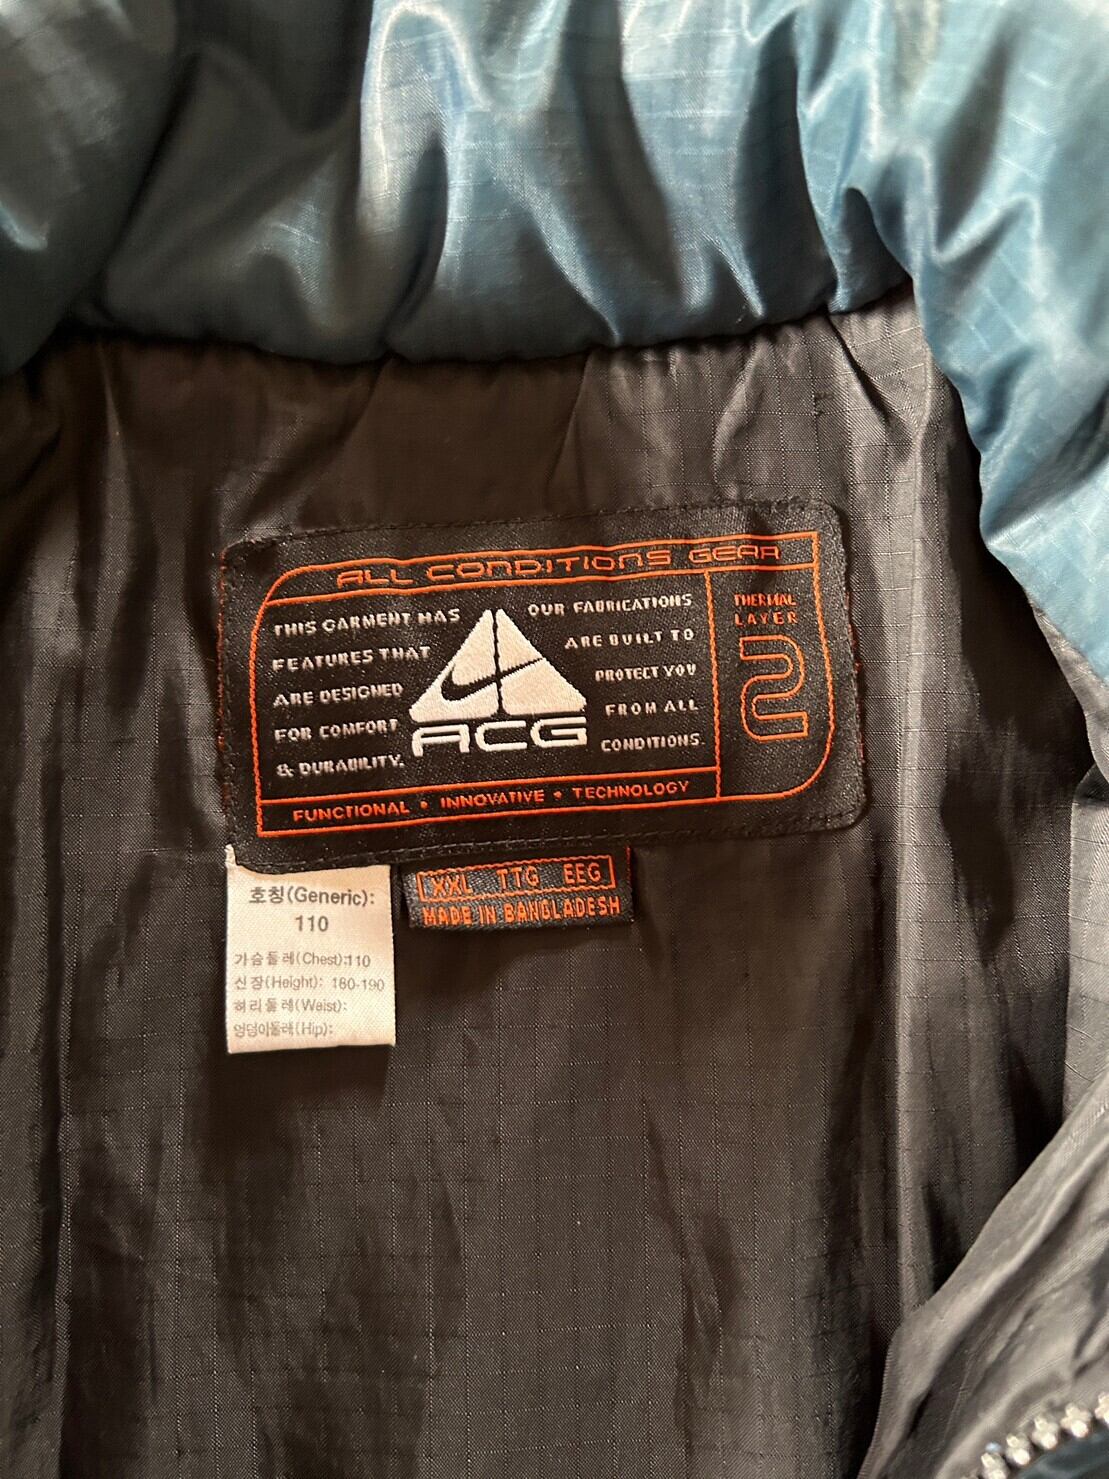 ALL CONDITIONS GEAR
THIS GARMENT HAS
FEATURES THAT
ARE DESIGNED
FOR COMFORT
& DURABILITY.
ACG
OUR FABRICATIONS
ARE BUILT TO
PROTECT YOU
FROM ALL
CONDITIONS.
THERMAL
LAYER
2
FUNCTIONAL • INNOVATIVE • TECHNOLOGY
XXL TTG EEG
MADE IN BANGLADESH
호칭(Generic):
110
가슴둘레(Chest):110
신장(Height): 180-190
허리둘레(Waist):
엉덩이둘레(Hip):